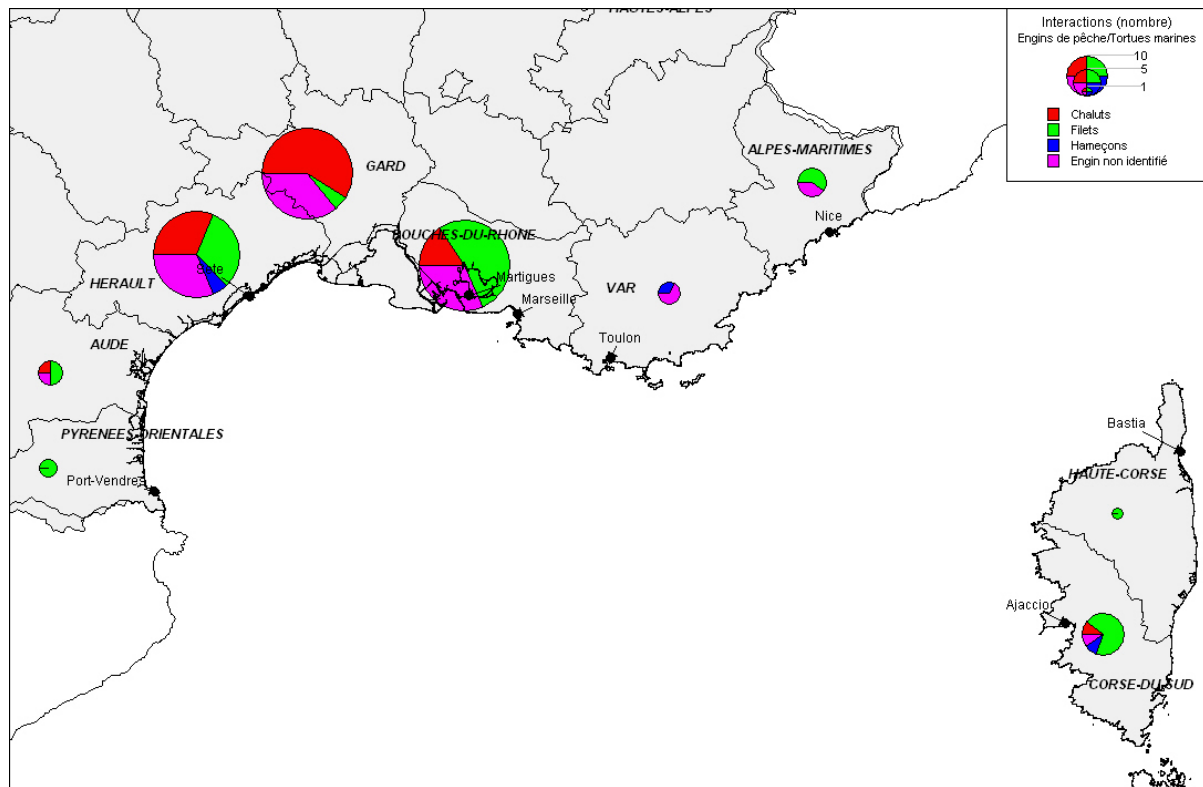 HAUTES-ALPES
Interactions (nombre)
Engins de pêche/Tortues marines
10
5
1
Chaluts
Filets
Hameçons
Engin non identifié
GARD
ALPES-MARITIMES
Nice
BOUCHES-DU-RHONE
Martigues
Marseille
HERAULT
Sete
VAR
Toulon
AUDE
PYRENEES-ORIENTALES
Port-Vendres
Bastia
HAUTE-CORSE
Ajaccio
CORSE-DU-SUD